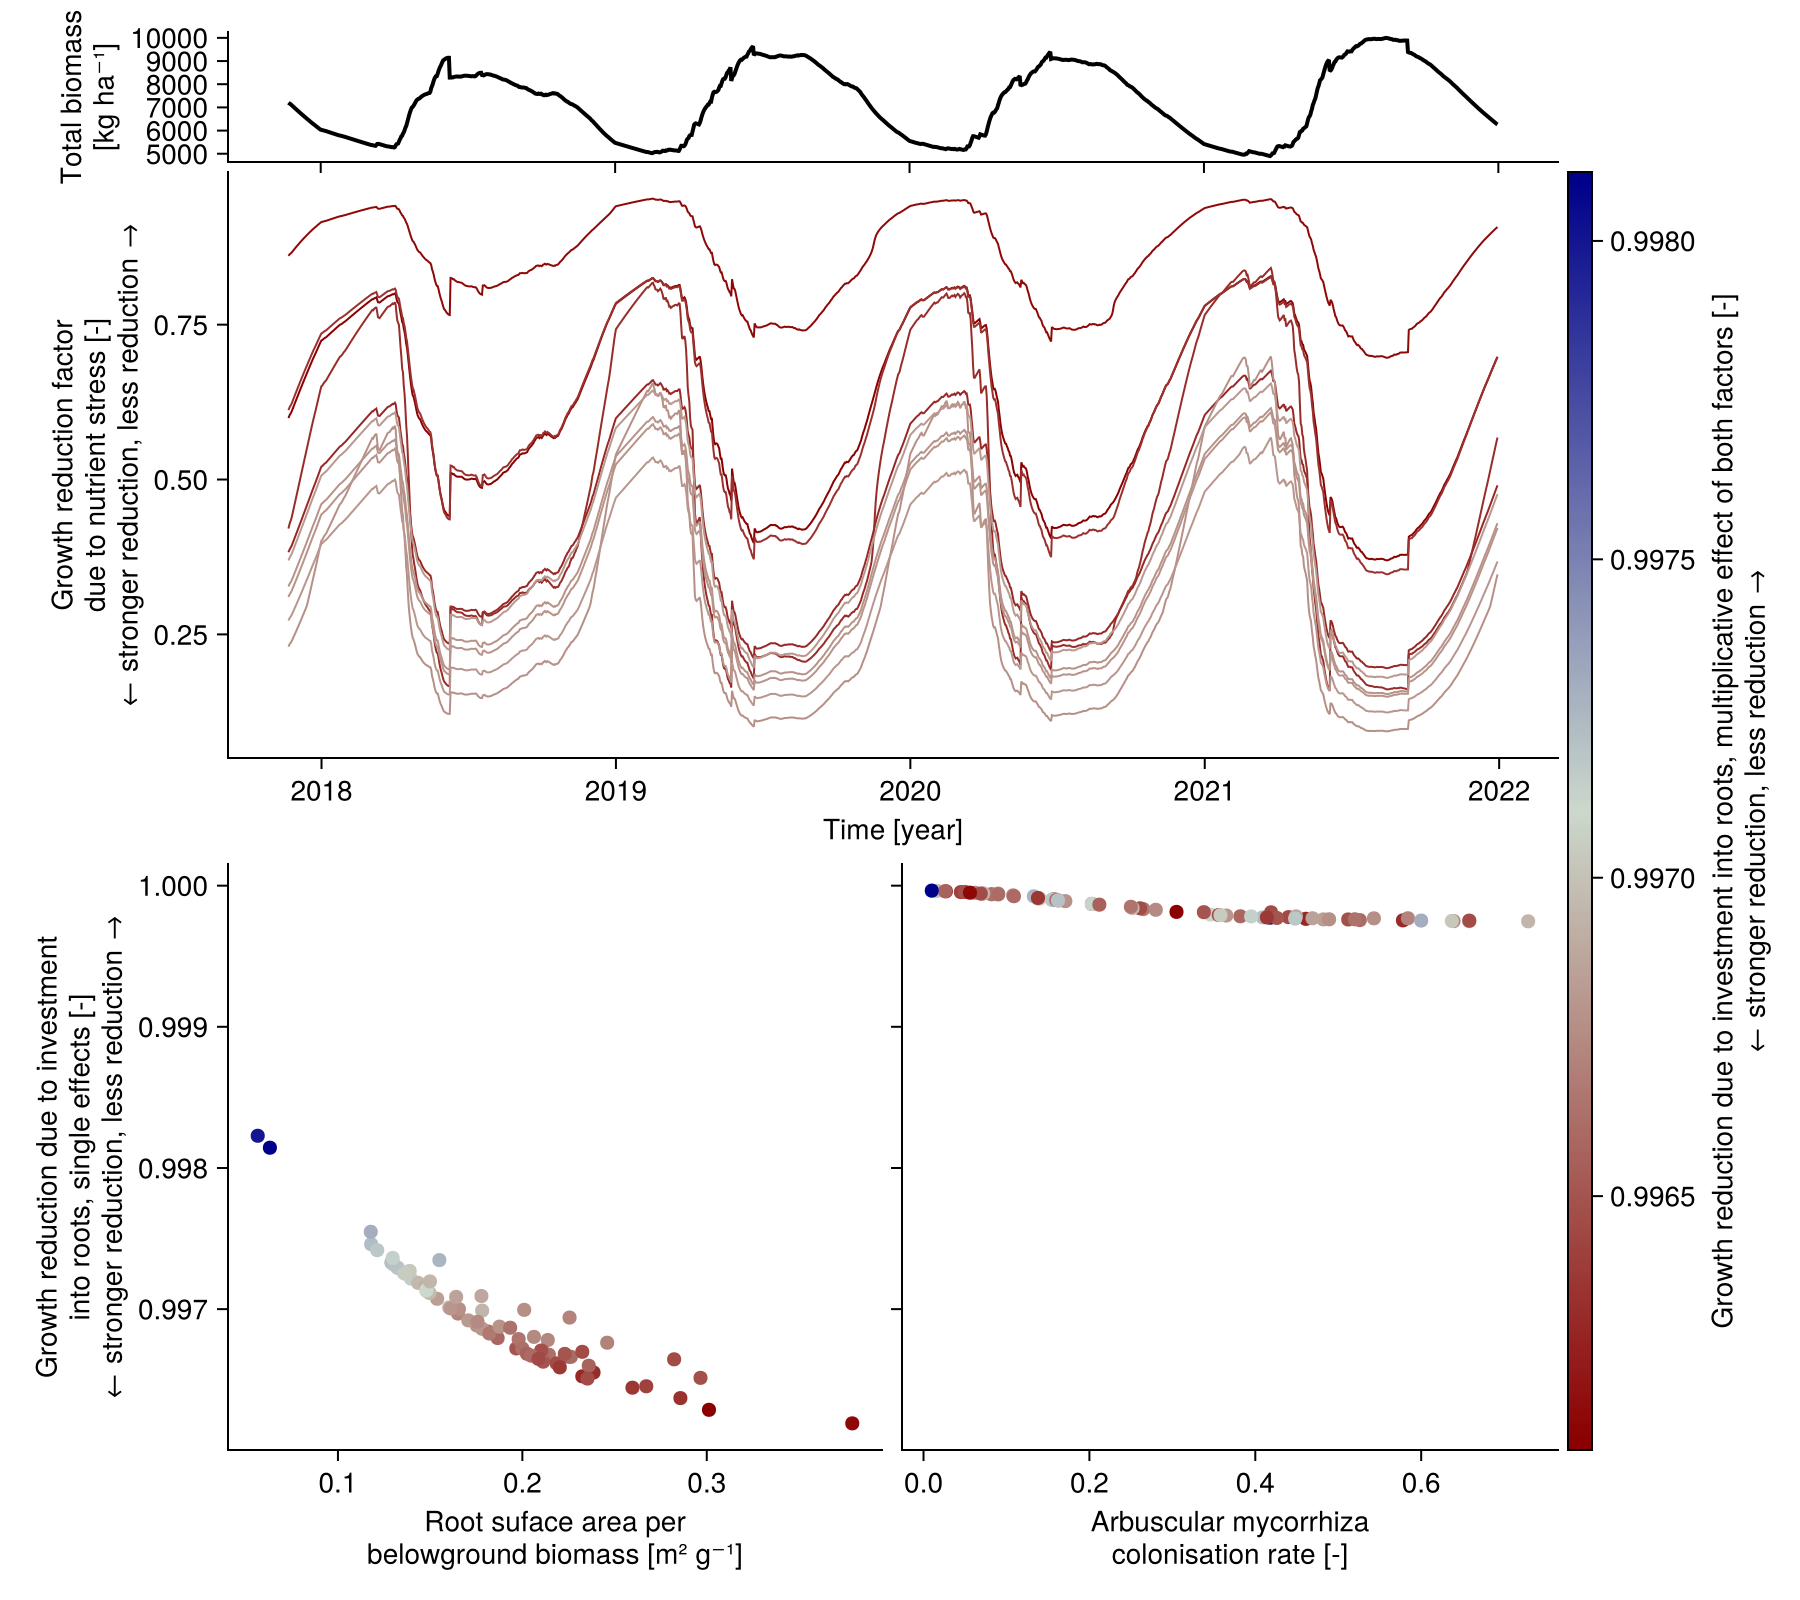 Total biomass
[kg ha⁻¹]
10000
9000
8000
7000
6000
5000
Growth reduction factor
due to nutrient stress [-]
← stronger reduction, less reduction →
0.75
0.50
0.25
2018
2019
2020
2021
2022
Time [year]
Growth reduction due to investment
into roots, single effects [-]
← stronger reduction, less reduction →
1.000
0.999
0.998
0.997
0.1
0.2
0.3
Root suface area per
belowground biomass [m² g⁻¹]
0.0
0.2
0.4
0.6
Arbuscular mycorrhiza
colonisation rate [-]
0.9980
0.9975
0.9970
0.9965
Growth reduction due to investment into roots, multiplicative effect of both factors [-]
← stronger reduction, less reduction →